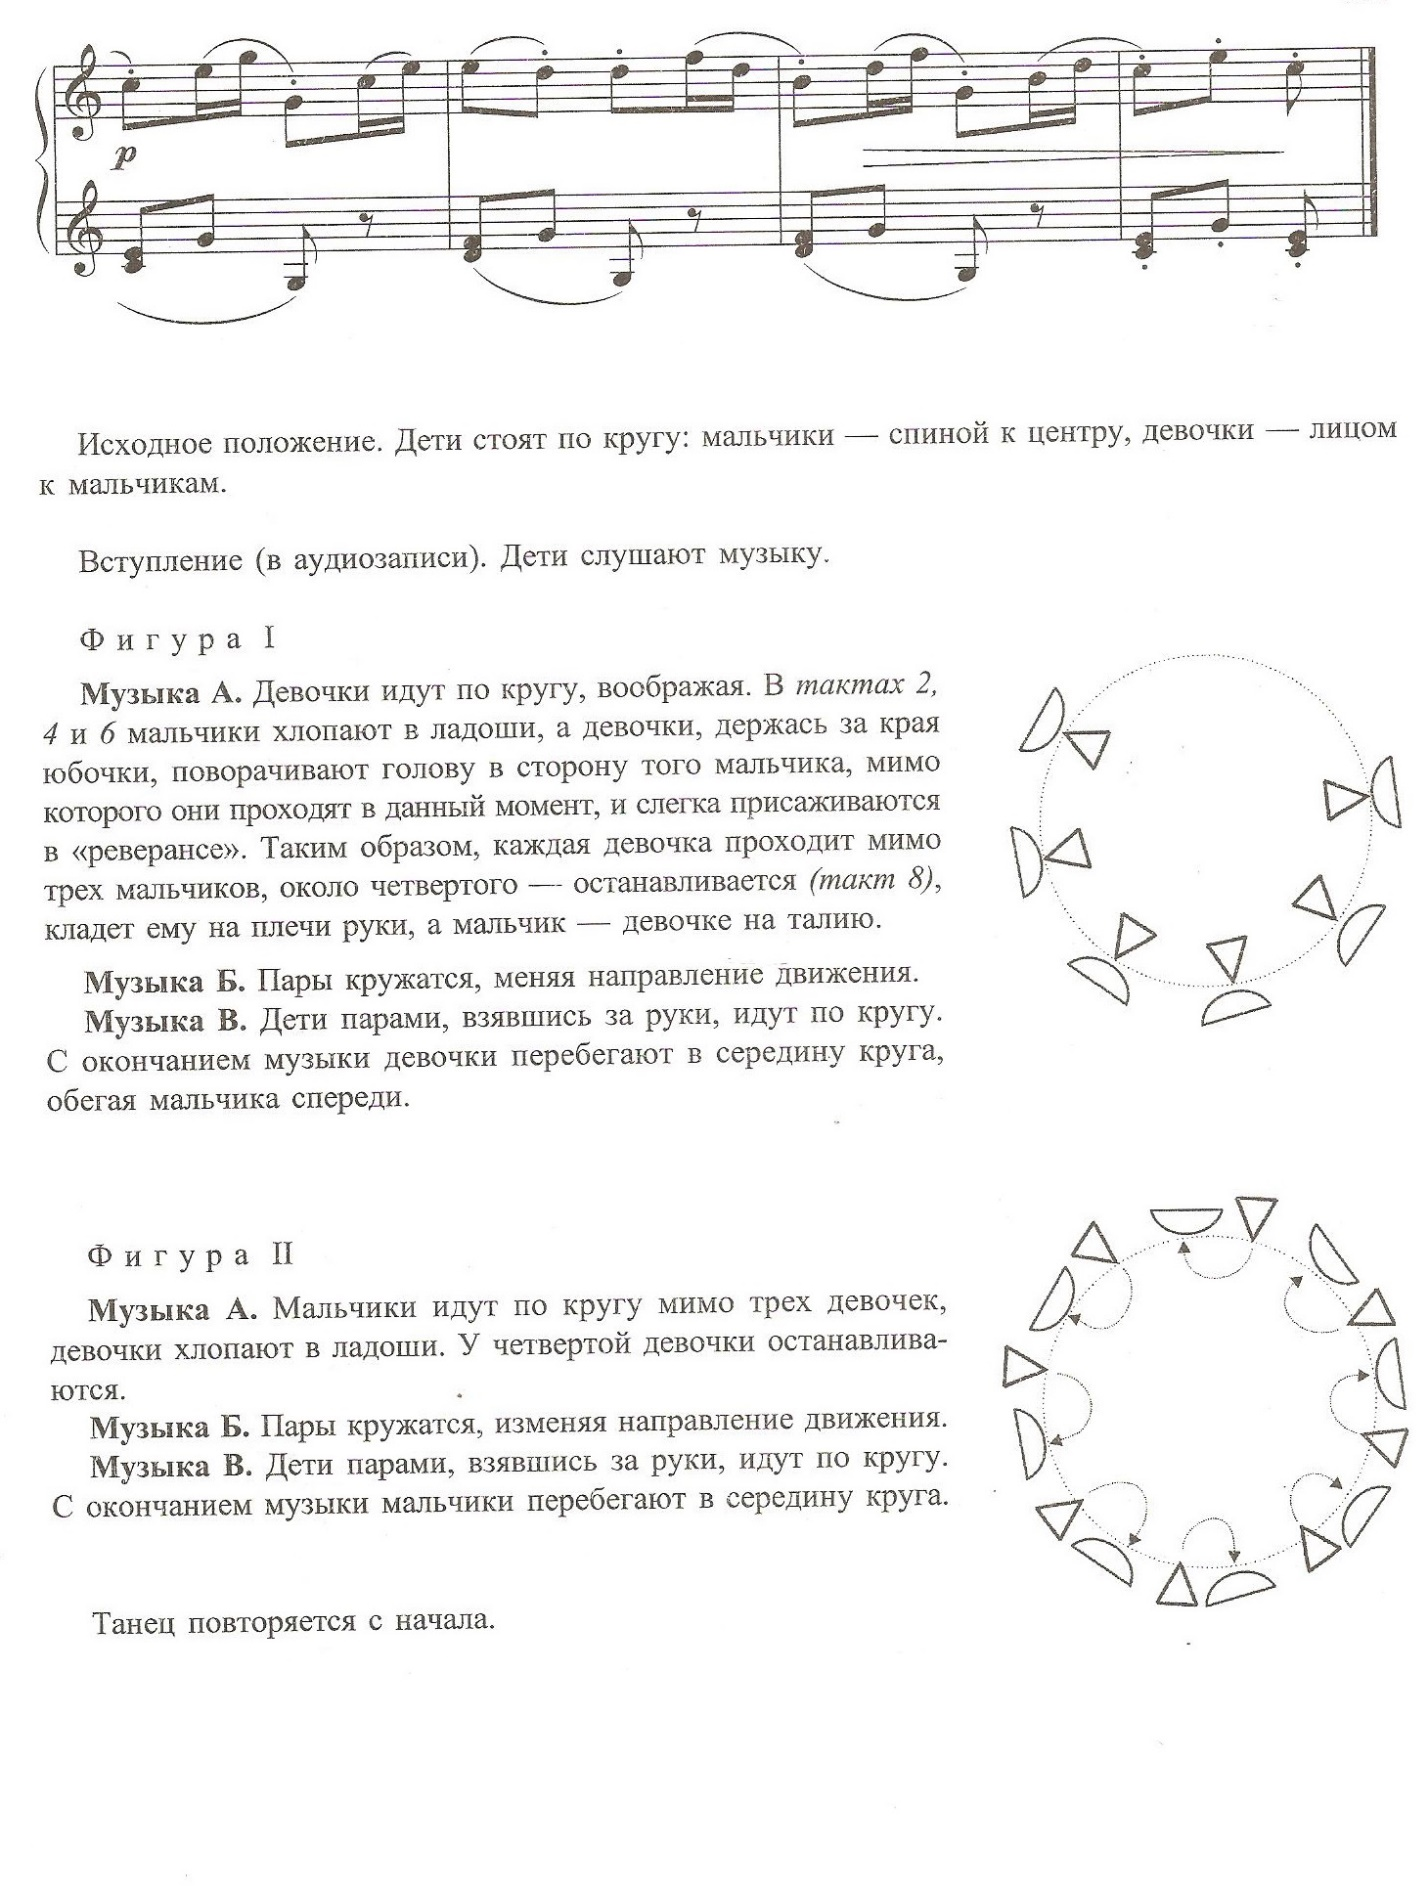 p
Исходное положение. Дети стоят по кругу: мальчики — спиной к центру, девочки — лицом
к мальчикам.
Вступление (в аудиозаписи). Дети слушают музыку.
Фигура I
Музыка А. Девочки идут по кругу, воображая. В тактах 2,
4 и 6 мальчики хлопают в ладоши, а девочки, держась за края
юбочки, поворачивают голову в сторону того мальчика, мимо
которого они проходят в данный момент, и слегка присаживаются
в «реверансе». Таким образом, каждая девочка проходит мимо
трех мальчиков, около четвертого — останавливается (такт 8),
кладет ему на плечи руки, а мальчик — девочке на талию.
Музыка Б. Пары кружатся, меняя направление движения.
Музыка В. Дети парами, взявшись за руки, идут по кругу.
С окончанием музыки девочки перебегают в середину круга,
обегая мальчика спереди.
Фигура II
Музыка А. Мальчики идут по кругу мимо трех девочек,
девочки хлопают в ладоши. У четвертой девочки останавлива-
ются.
Музыка Б. Пары кружатся, изменяя направление движения.
Музыка В. Дети парами, взявшись за руки, идут по кругу.
С окончанием музыки мальчики перебегают в середину круга.
Танец повторяется с начала.